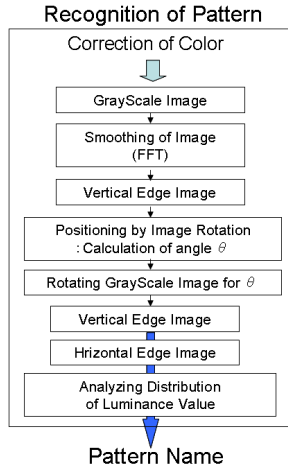 Recognition of Pattern
Correction of Color
GrayScale Image
Smoothing of Image
(FFT)
Vertical Edge Image
Positioning by Image Rotation
: Calculation of angle θ
Rotating GrayScale Image for θ
Vertical Edge Image
Hrizontal Edge Image
Analyzing Distribution
of Luminance Value
Pattern Name